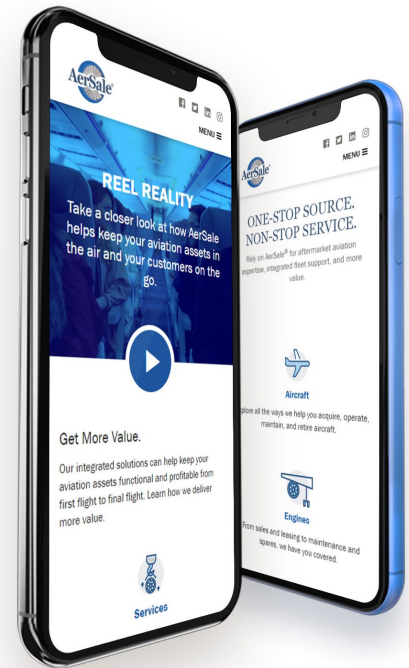 AerSale®
MENU
REEL REALITY
Take a closer look at how AerSale
helps keep your aviation assets in
the air and your customers on the
go.
Get More Value.
Our integrated solutions can help keep your
aviation assets functional and profitable from
first flight to final flight. Learn how we deliver
more value.
Services
AerSale®
MENU
ONE-STOP SOURCE.
NON-STOP SERVICE.
Rely on AerSale® for aftermarket aviation
expertise, integrated fleet support, and more
value.
Aircraft
plore all the ways we help you acquire, operate,
maintain, and retire aircraft.
Engines
From sales and leasing to maintenance and
spares, we have you covered.